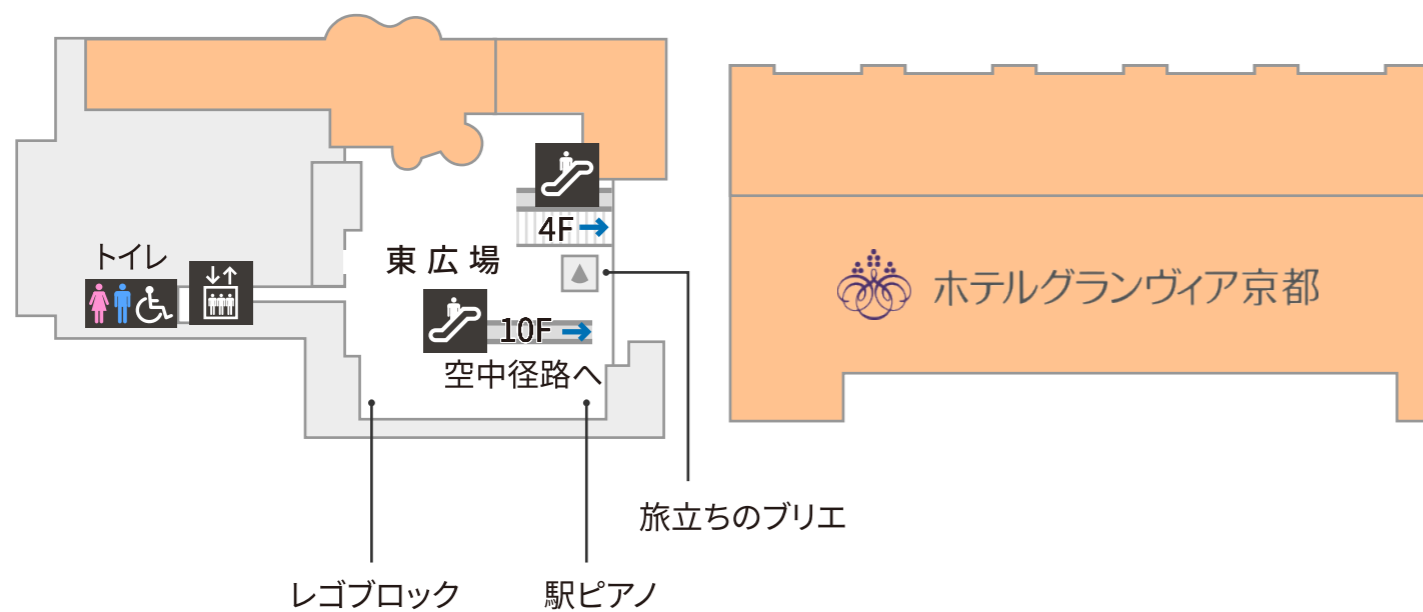 トイレ
東広場
4F
10F
空中径路へ
ホテルグランヴィア京都
旅立ちのブリエ
レゴブロック
駅ピアノ